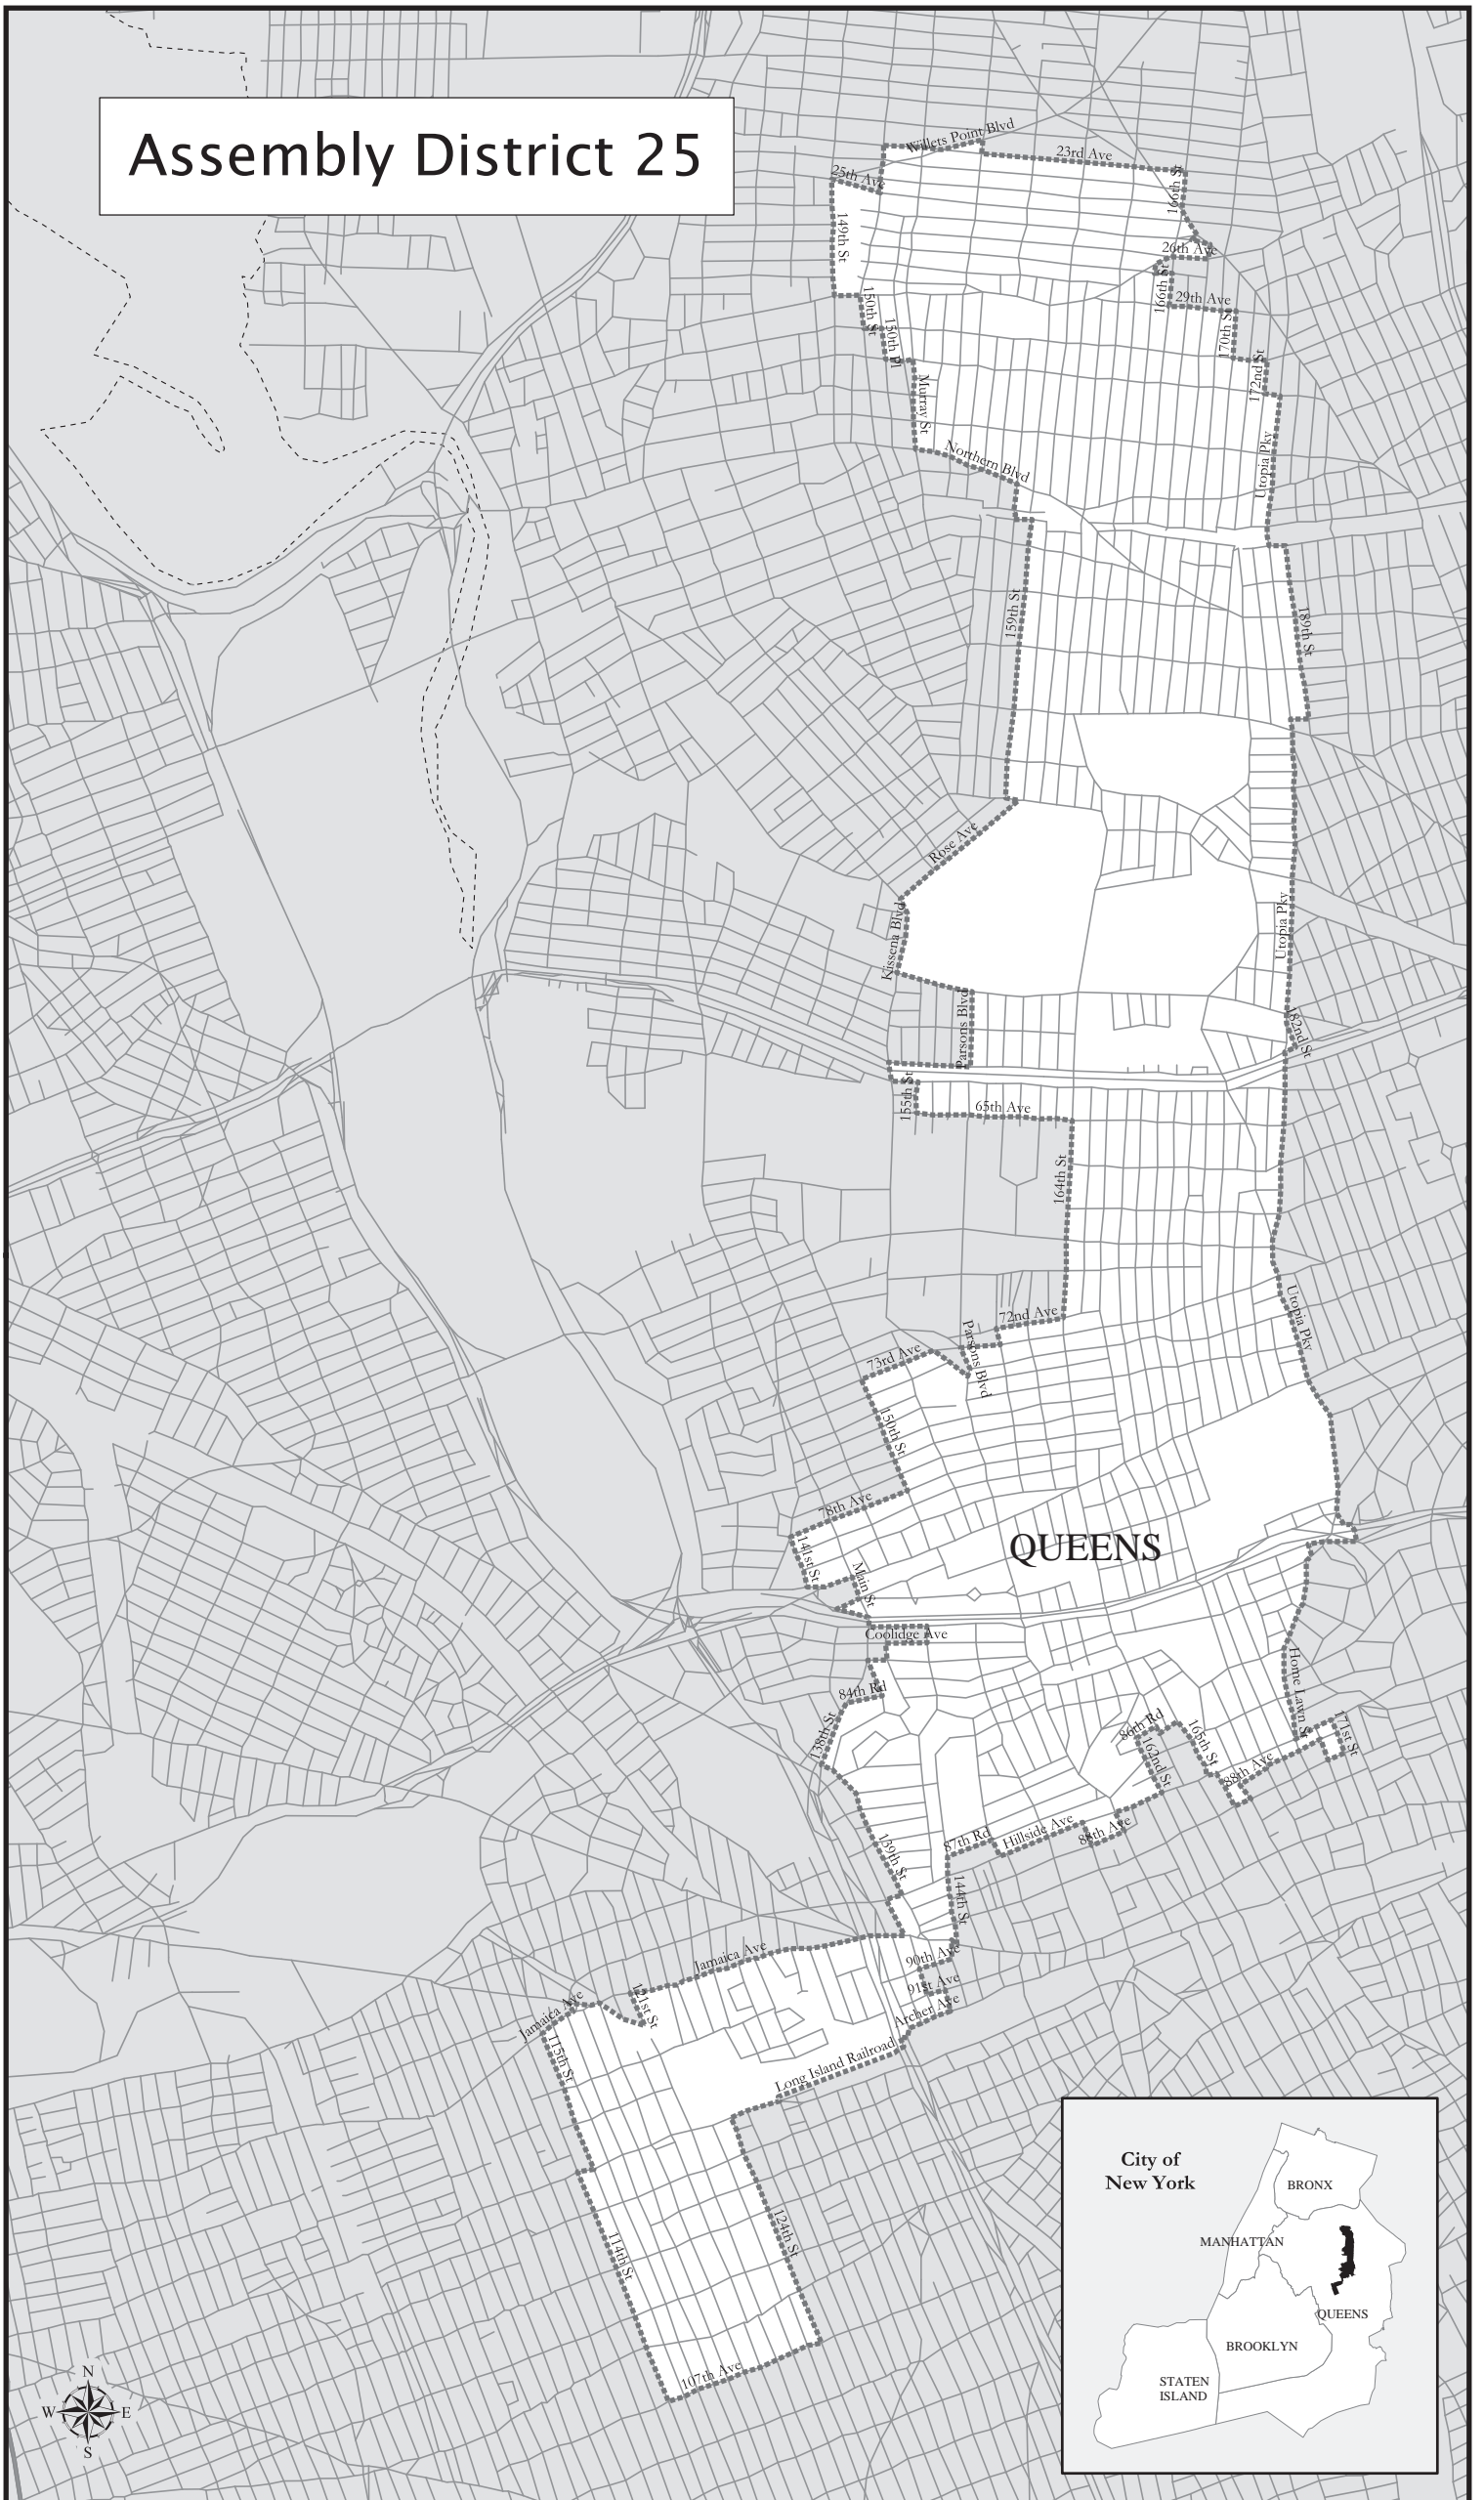 Assembly District 25
Willets Point Blvd
23rd Ave
25th Ave
166th St
149th St
26th Ave
166th St
29th Ave
150th St
150th Pl
170th St
172nd St
Murray St
Northern Blvd
Utopia Pky
159th St
189th St
Rose Ave
Kissena Blvd
Utopia Pky
Parsons Blvd
182nd St
155th St
65th Ave
164th St
Utopia Pky
72nd Ave
Parsons Blvd
73rd Ave
150th St
78th Ave
QUEENS
141st St
Main St
Coolidge Ave
Home Lawn St
84th Rd
138th St
86th Rd
165th St
171st St
162nd St
88th Ave
139th St
87th Rd
Hillside Ave
88th Ave
144th St
Jamaica Ave
90th Ave
91st Ave
Archer Ave
121st St
Jamaica Ave
115th St
Long Island Railroad
124th St
114th St
107th Ave
City of
New York
BRONX
MANHATTAN
QUEENS
BROOKLYN
STATEN
ISLAND
N
W
E
S